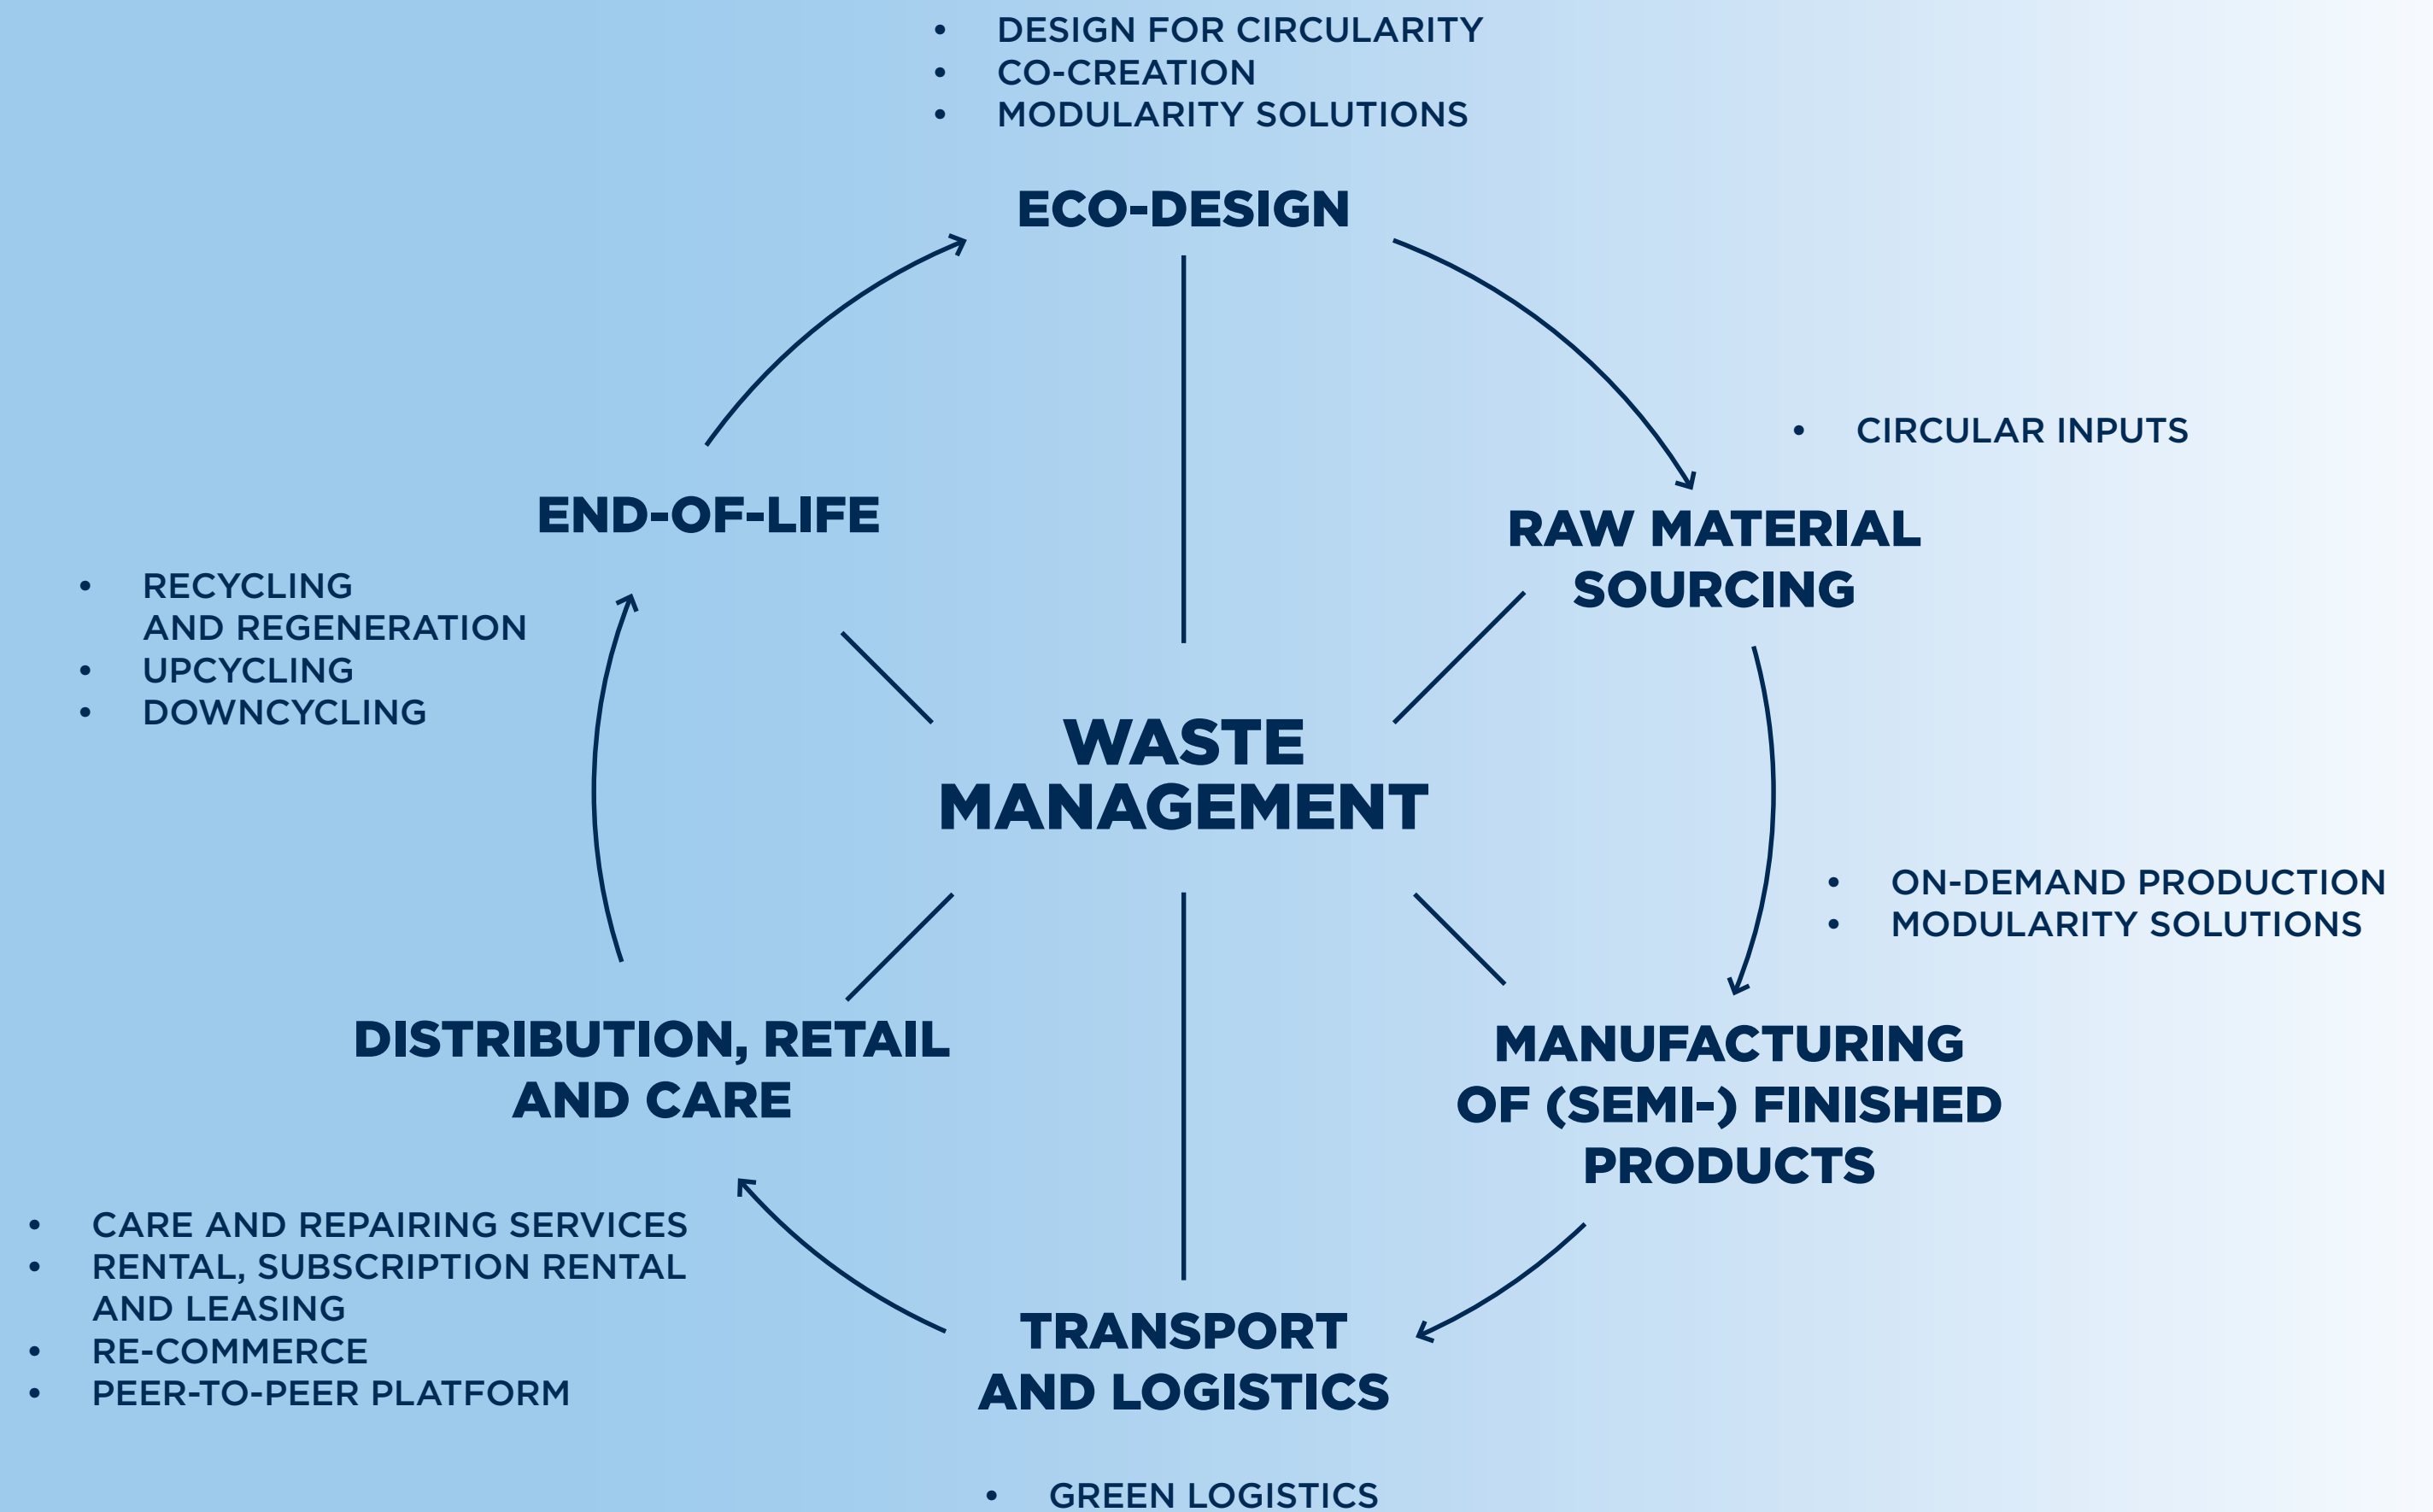 • DESIGN FOR CIRCULARITY
• CO-CREATION
• MODULARITY SOLUTIONS
ECO-DESIGN
• CIRCULAR INPUTS
RAW MATERIAL
SOURCING
• ON-DEMAND PRODUCTION
• MODULARITY SOLUTIONS
MANUFACTURING
OF (SEMI-) FINISHED
PRODUCTS
TRANSPORT
AND LOGISTICS
• GREEN LOGISTICS
DISTRIBUTION, RETAIL
AND CARE
• CARE AND REPAIRING SERVICES
• RENTAL, SUBSCRIPTION RENTAL
AND LEASING
• RE-COMMERCE
• PEER-TO-PEER PLATFORM
END-OF-LIFE
• RECYCLING
AND REGENERATION
• UPCYCLING
• DOWNCYCLING
WASTE
MANAGEMENT